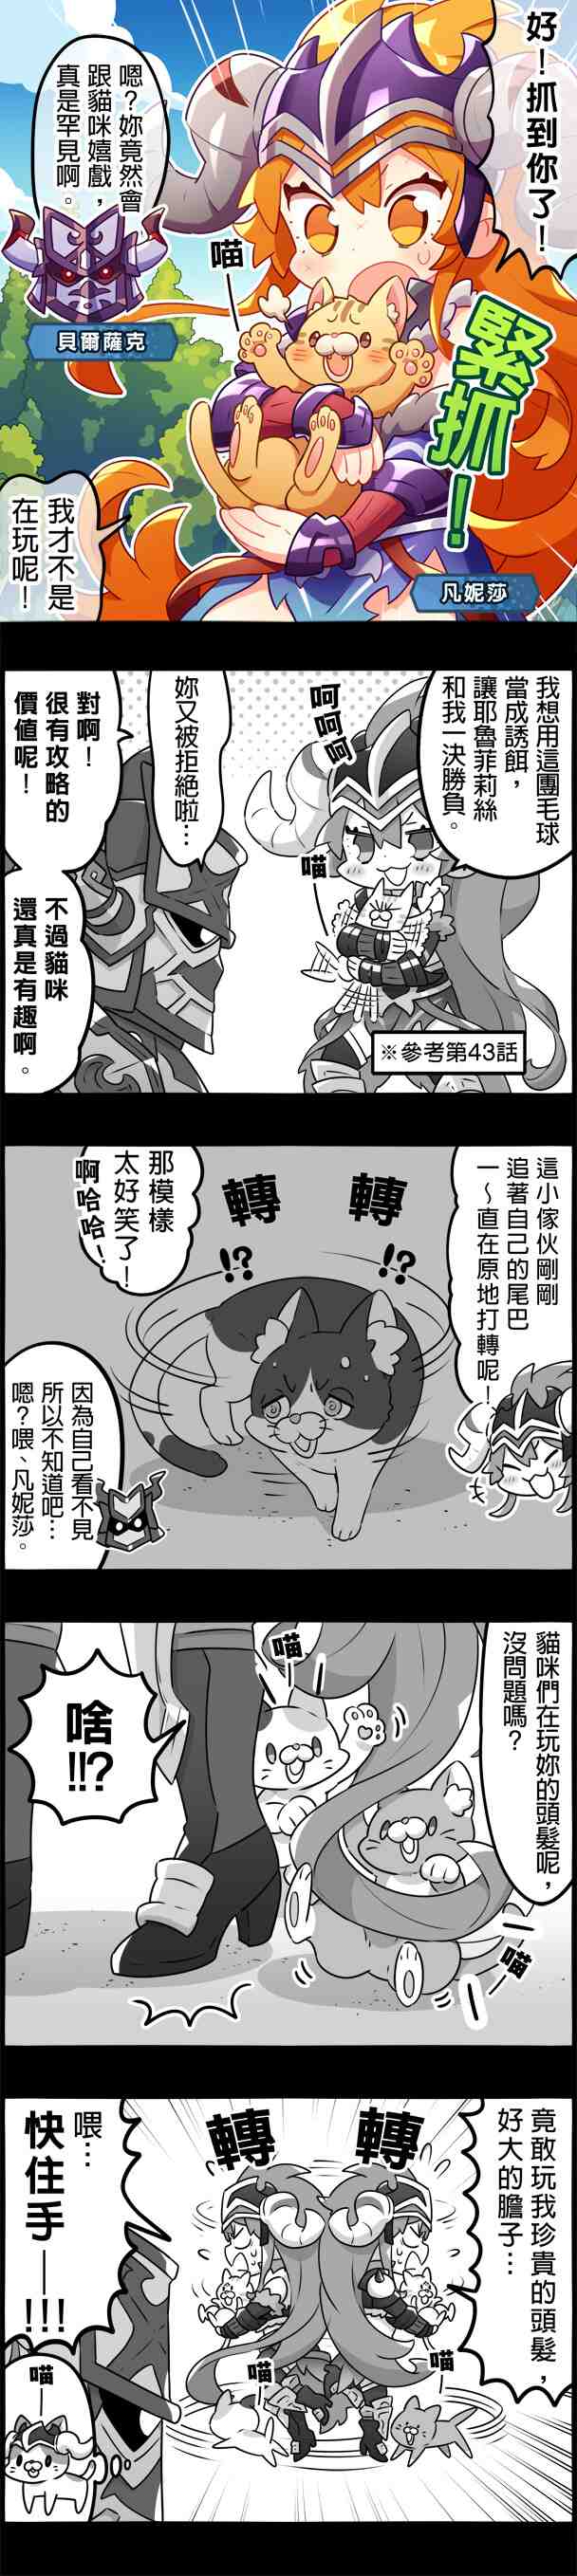 好！抓到你了！
嗯？妳竟然會
跟貓咪嬉戲，
真是罕見啊。
貝爾薩克
喵—
緊抓！
我才不是
在玩呢！
凡妮莎
我想用這團毛球
當成誘餌，
讓耶魯菲莉絲
和我一決勝負。
呵呵呵
喵—
妳又被拒絕啦…
對啊！
很有攻略的
價值呢！
不過貓咪
還真是有趣啊。
※參考第43話
這小傢伙剛剛
追著自己的尾巴
一～直在原地打轉呢！
轉
轉
!?
!?
那模樣
太好笑了！
啊哈哈！
因為自己看不見
所以不知道吧…
嗯？喂、凡妮莎。
貓咪們在玩妳的頭髮呢，
沒問題嗎？
喵—
啥!!?
—喵—
竟敢玩我珍貴的頭髮，
好大的膽子…
轉
轉
喵—
喵—
喂…
快住手—!!!
喵—